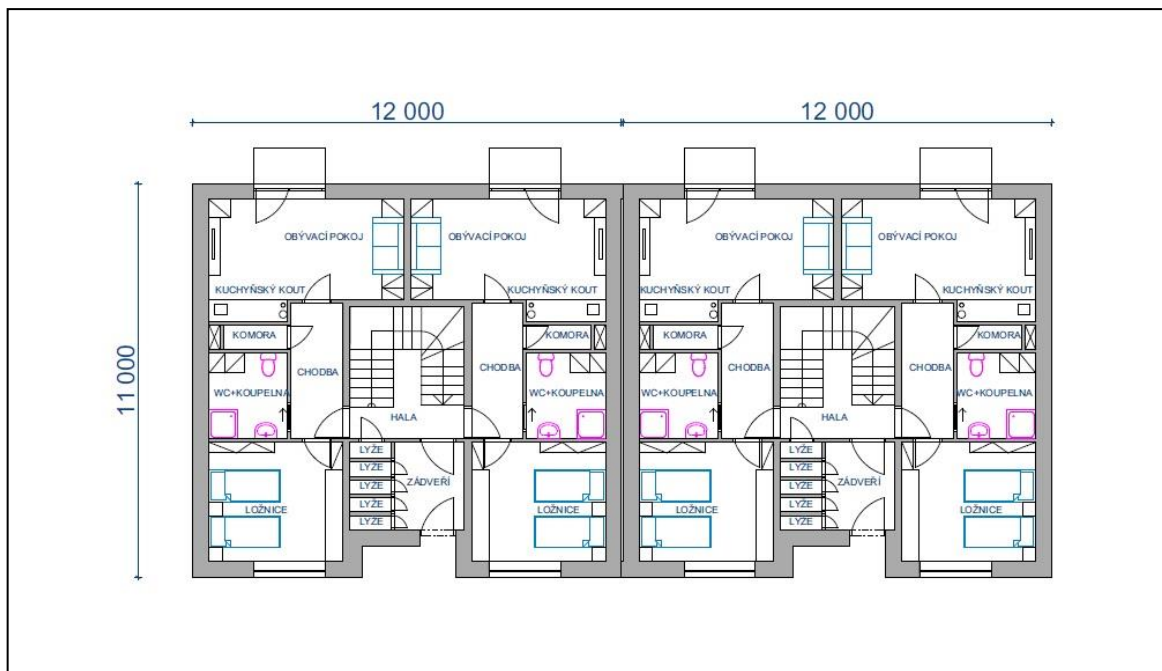 12 000
12 000
11 000
OBÝVACÍ POKOJ
OBÝVACÍ POKOJ
OBÝVACÍ POKOJ
OBÝVACÍ POKOJ
KUCHYŇSKÝ KOUT
KUCHYŇSKÝ KOUT
KUCHYŇSKÝ KOUT
KUCHYŇSKÝ KOUT
KOMORA
KOMORA
KOMORA
KOMORA
CHODBA
CHODBA
CHODBA
CHODBA
WC+KOUPELNA
WC+KOUPELNA
WC+KOUPELNA
WC+KOUPELNA
HALA
HALA
LYŽE
LYŽE
LYŽE
LYŽE
LYŽE
LYŽE
LYŽE
LYŽE
LYŽE
LYŽE
ZÁDVEŘÍ
ZÁDVEŘÍ
LOŽNICE
LOŽNICE
LOŽNICE
LOŽNICE